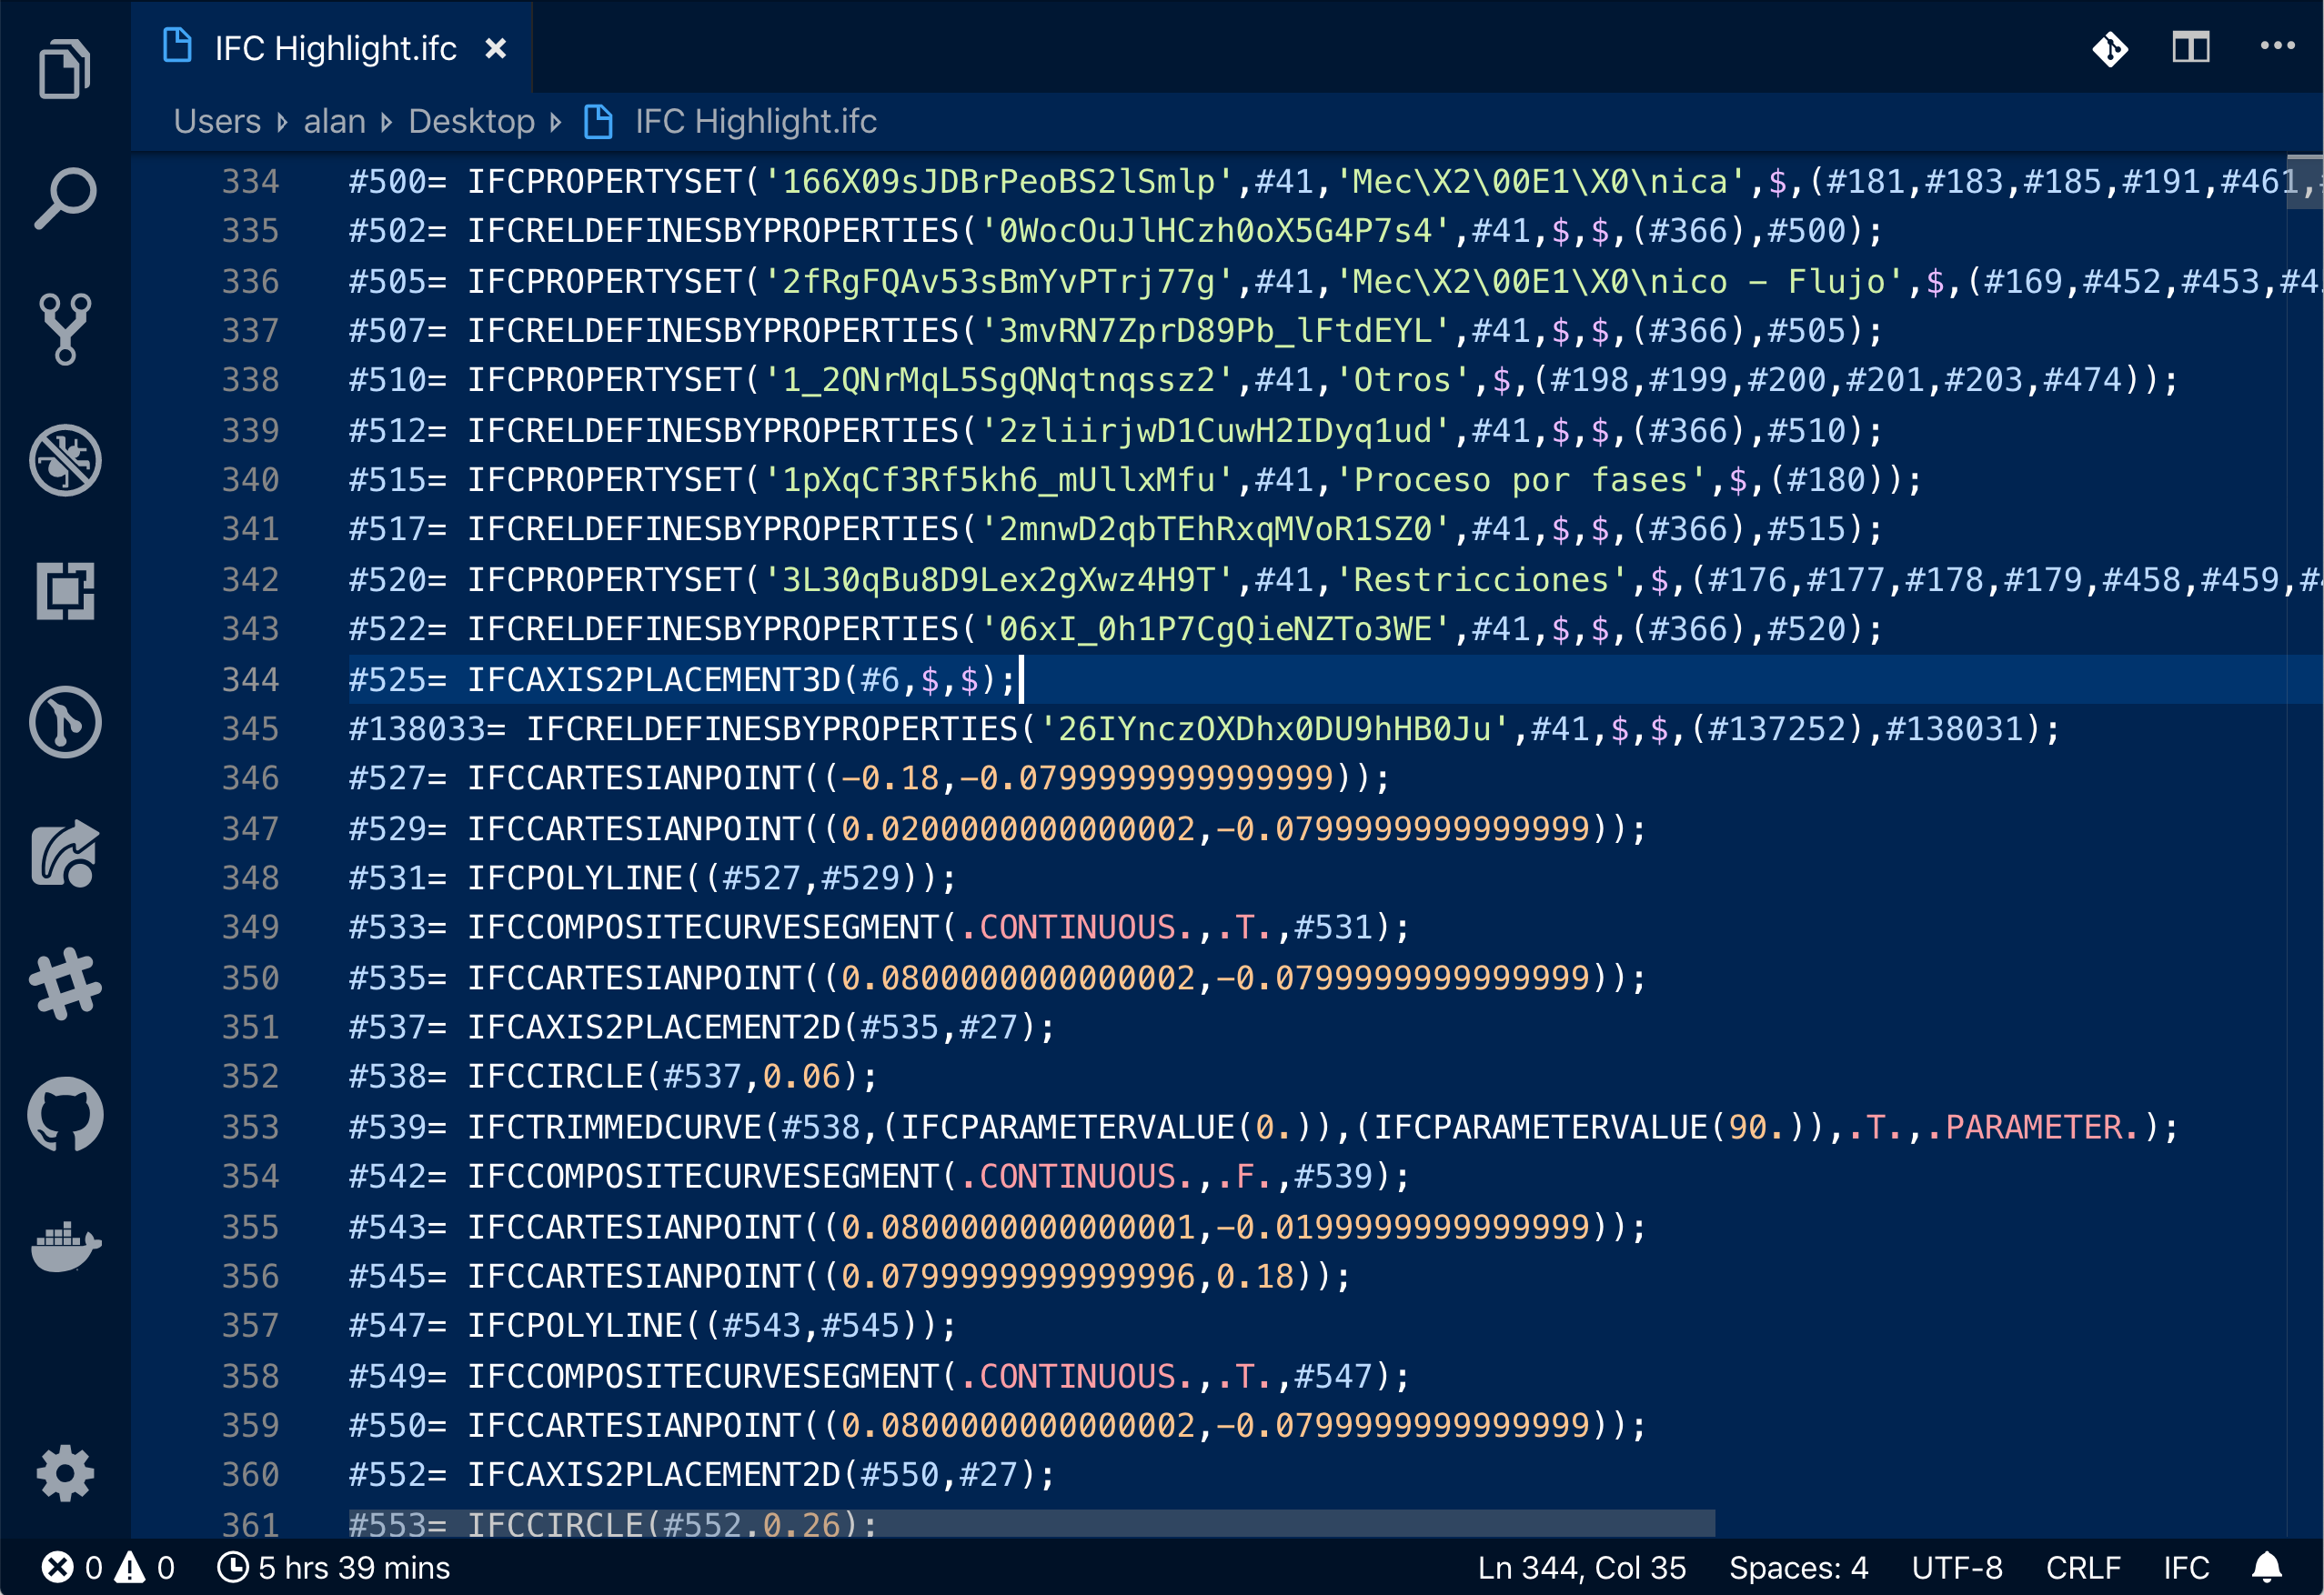 IFC Highlight.ifc
Users Desktop alan IFC Highlight.ifc
334 #500= IFCPROPERTYSET('166X09sJDBrPeoBS2lSmlp',#41,'Mec\X2\00E1\X0\nica',$,(#181,#183,#185,#191,#461,
335 #502= IFCRELDEFINESBYPROPERTIES('0WocOuJlHCzh0oX5G4P7s4',#41,$,$,(#366),#500);
336 #505= IFCPROPERTYSET('2fRgFQAv53sBmYvPTrj77g',#41,'Mec\X2\00E1\X0\nico - Flujo',$,(#169,#452,#453,#4
337 #507= IFCRELDEFINESBYPROPERTIES('3mvRN7ZprD89Pb_lFtdEYL',#41,$,$,(#366),#505);
338 #510= IFCPROPERTYSET('1_2QNrMqL5SgQNqtnqssz2',#41,'Otros',$,(#198,#199,#200,#201,#203,#474));
339 #512= IFCRELDEFINESBYPROPERTIES('2zliirjwD1CuwH2IDyq1ud',#41,$,$,(#366),#510);
340 #515= IFCPROPERTYSET('1pXqCf3Rf5kh6_mUllxMfu',#41,'Proceso por fases',$,(#180));
341 #517= IFCRELDEFINESBYPROPERTIES('2mnwD2qbTEhRxqMVoR1SZ0',#41,$,$,(#366),#515);
342 #520= IFCPROPERTYSET('3L30qBu8D9Lex2gXwz4H9T',#41,'Restricciones',$,(#176,#177,#178,#179,#458,#459,#
343 #522= IFCRELDEFINESBYPROPERTIES('06xI_0h1P7CgQieNZTo3WE',#41,$,$,(#366),#520);
344 #525= IFCAXIS2PLACEMENT3D(#6,$,$);
345 #138033= IFCRELDEFINESBYPROPERTIES('26IYnczOXDhx0DU9hHB0Ju',#41,$,$,(#137252),#138031);
346 #527= IFCCARTESIANPOINT((-0.18,-0.0799999999999999));
347 #529= IFCCARTESIANPOINT((0.0200000000000002,-0.0799999999999999));
348 #531= IFCPOLYLINE((#527,#529));
349 #533= IFCCOMPOSITECURVESEGMENT(.CONTINUOUS.,.T.,#531);
350 #535= IFCCARTESIANPOINT((0.0800000000000002,-0.0799999999999999));
351 #537= IFCAXIS2PLACEMENT2D(#535,#27);
352 #538= IFCCIRCLE(#537,0.06);
353 #539= IFCTRIMMEDCURVE(#538,(IFCPARAMETERVALUE(0.)),(IFCPARAMETERVALUE(90.)),.T.,.PARAMETER.);
354 #542= IFCCOMPOSITECURVESEGMENT(.CONTINUOUS.,.F.,#539);
355 #543= IFCCARTESIANPOINT((0.0800000000000001,-0.0199999999999999));
356 #545= IFCCARTESIANPOINT((0.0799999999999996,0.18));
357 #547= IFCPOLYLINE((#543,#545));
358 #549= IFCCOMPOSITECURVESEGMENT(.CONTINUOUS.,.T.,#547);
359 #550= IFCCARTESIANPOINT((0.0800000000000002,-0.0799999999999999));
360 #552= IFCAXIS2PLACEMENT2D(#550,#27);
361 #553= IFCCIRCLE(#552,0.26);
0 0 5 hrs 39 mins Ln 344, Col 35 Spaces: 4 UTF-8 CRLF IFC